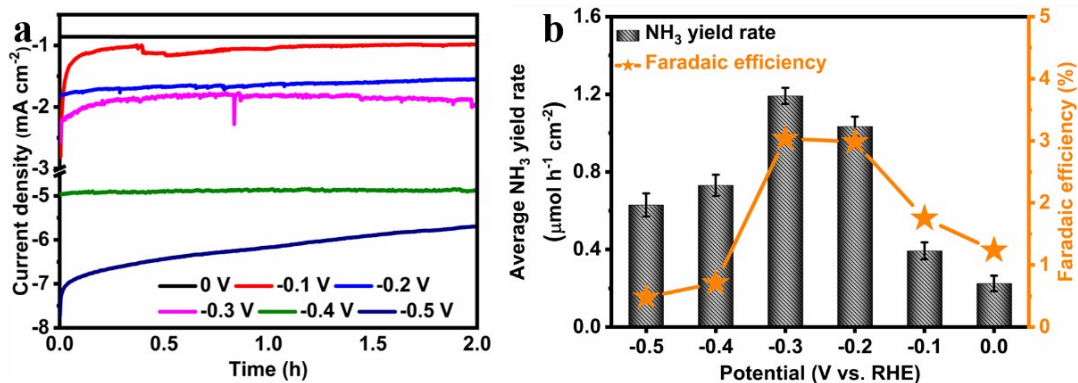 a
Current density (mA cm⁻²)
-1
-2
-3
-5
-6
-7
-8
0 V -0.1 V -0.2 V
-0.3 V -0.4 V -0.5 V
0.0 0.5 1.0 1.5 2.0
Time (h)
b
Average NH₃ yield rate
(μmol h⁻¹ cm⁻²)
1.6
1.2
0.8
0.4
0.0
NH₃ yield rate
Faradaic efficiency
5
4
3
2
1
0
Faradaic efficiency (%)
-0.5 -0.4 -0.3 -0.2 -0.1 0.0
Potential (V vs. RHE)